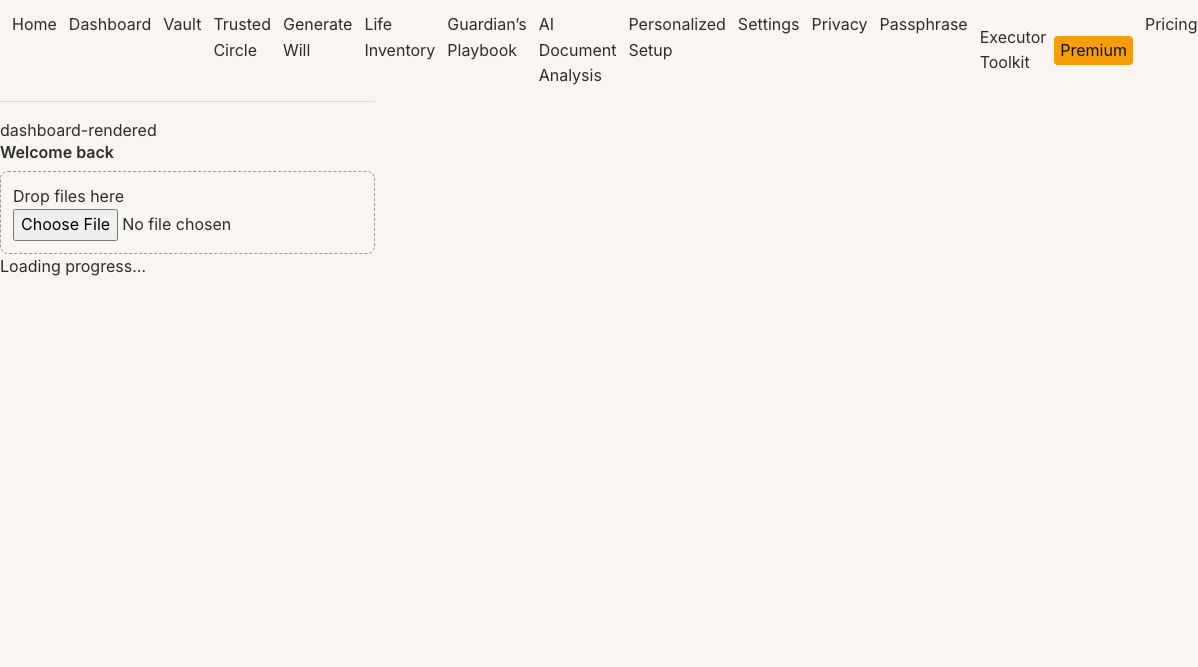 Home
Dashboard
Vault
Trusted
Circle
Generate
Will
Life
Inventory
Guardian’s
Playbook
AI
Document
Analysis
Personalized
Setup
Settings
Privacy
Passphrase
Executor
Toolkit
Premium
Pricing
dashboard-rendered
Welcome back
Drop files here
Choose File No file chosen
Loading progress...